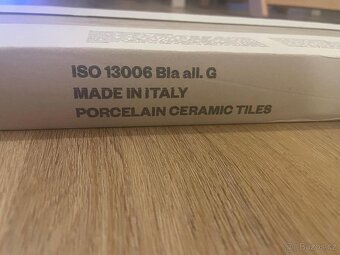 ISO 13006 BIa all. G
MADE IN ITALY
PORCELAIN CERAMIC TILES